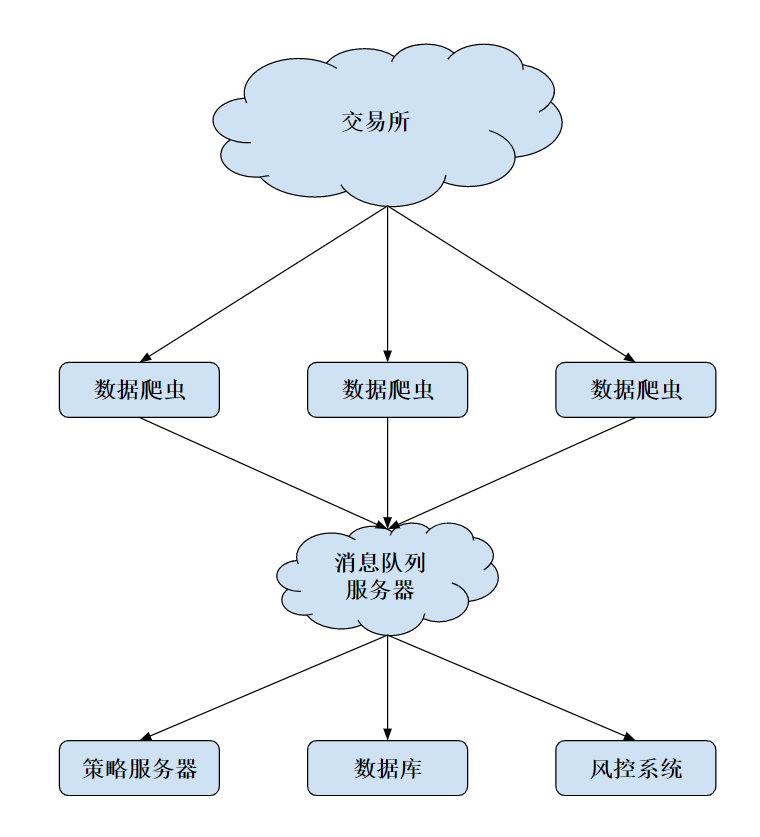 交易所
数据爬虫
数据爬虫
数据爬虫
消息队列
服务器
策略服务器
数据库
风控系统